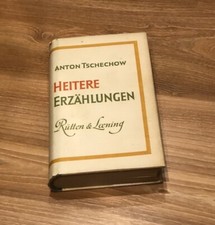 ANTON TSCHECHOW
HEITERE
ERZÄHLUNGEN
Rütten & Loening